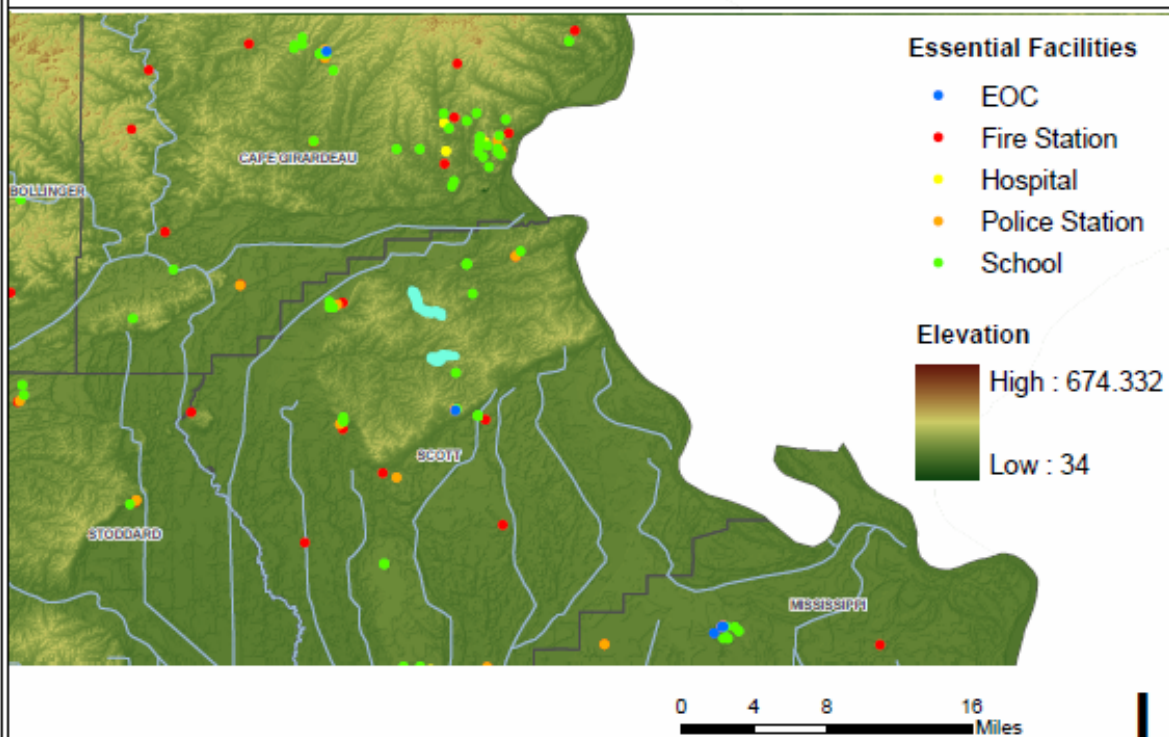 Essential Facilities
EOC
Fire Station
Hospital
Police Station
School
Elevation
High : 674.332
Low : 34
CAPE GIRARDEAU
BOLLINGER
SCOTT
STODDARD
MISSISSIPPI
0 4 8 16
Miles